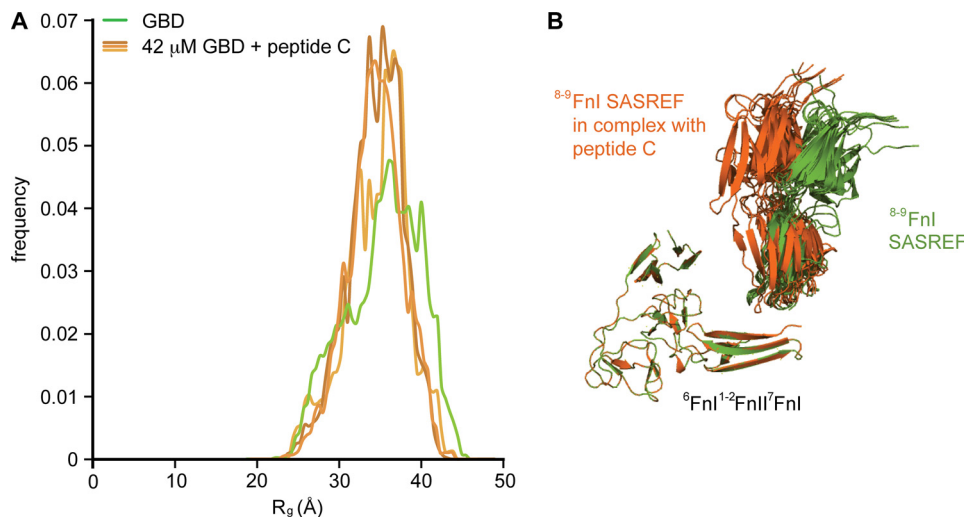 A
GBD
42 μM GBD + peptide C
frequency
0.07
0.06
0.05
0.04
0.03
0.02
0.01
0
0 10 20 30 40 50
Rg (Å)
B
⁸⁻⁹FnI SASREF
in complex with
peptide C
⁸⁻⁹FnI
SASREF
⁶FnI¹⁻²FnII⁷FnI